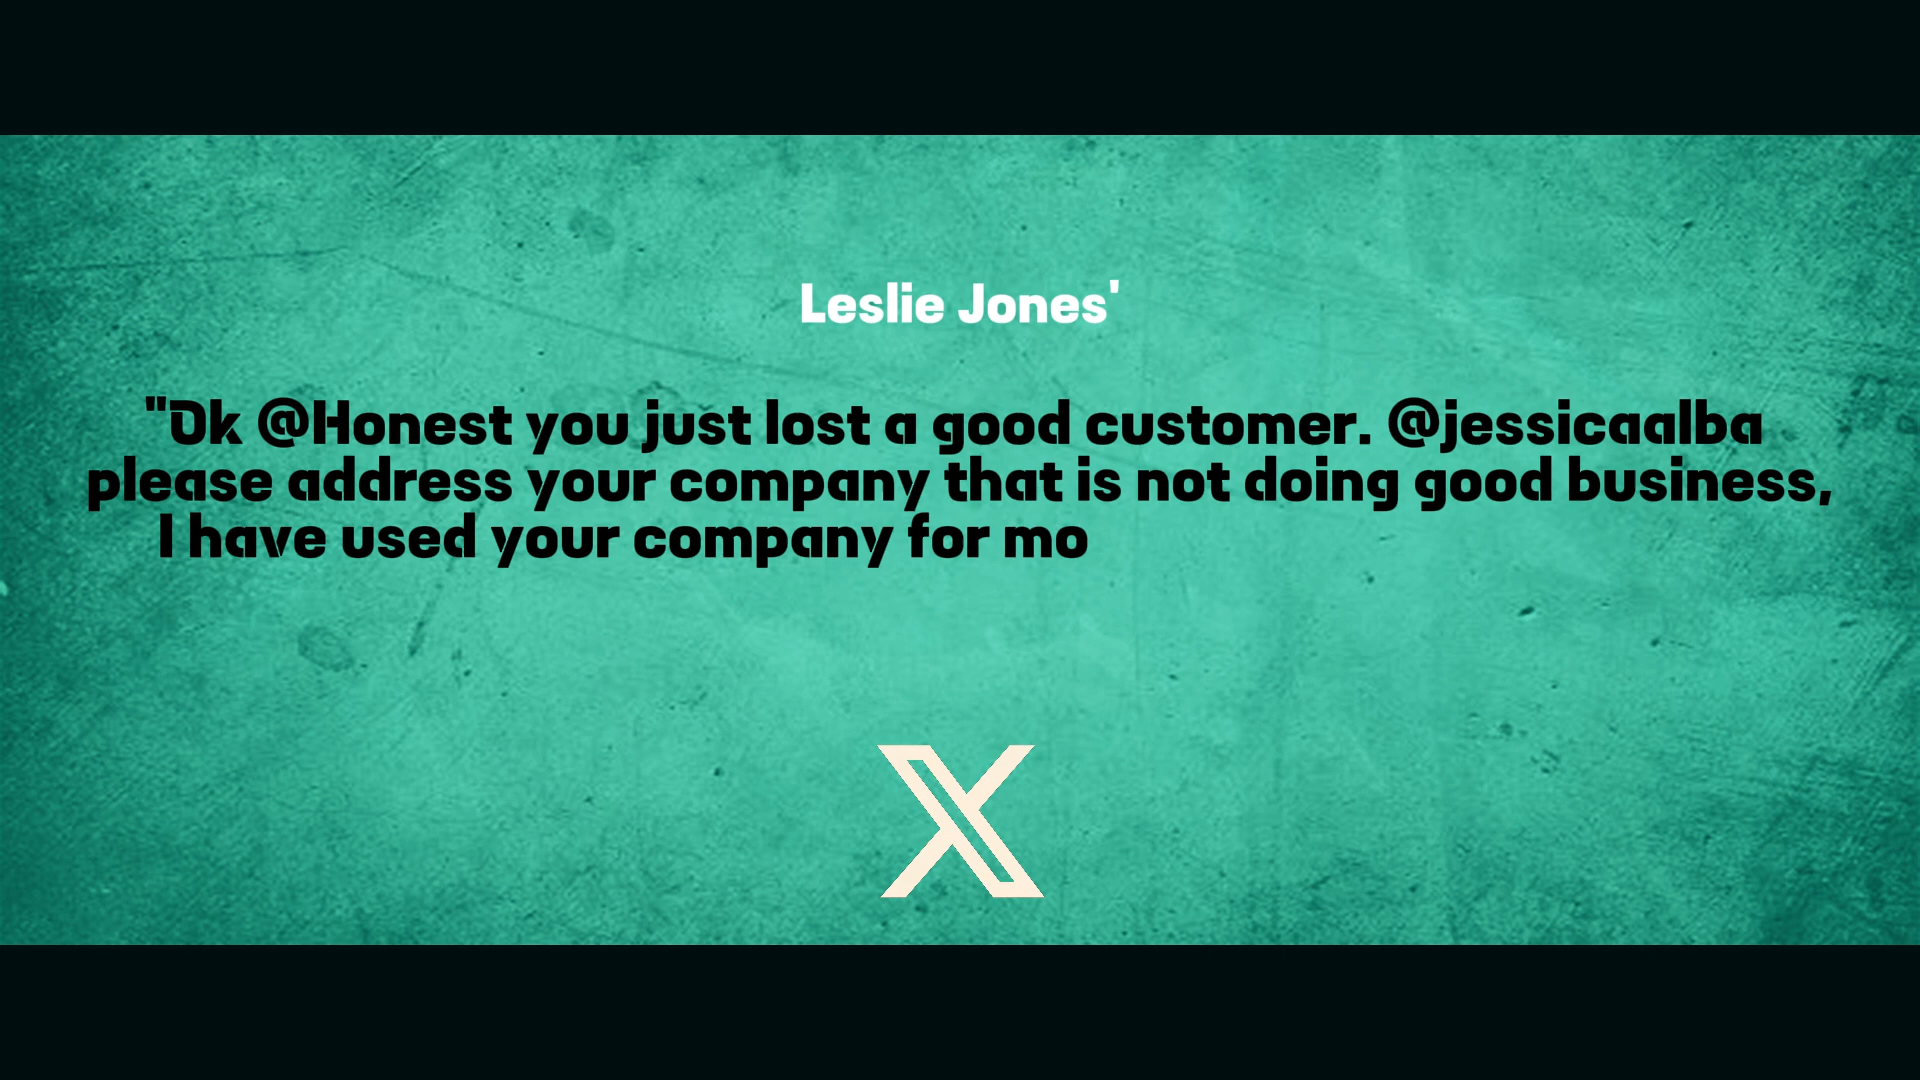 Leslie Jones'
"Ok @Honest you just lost a good customer. @jessicaalba
please address your company that is not doing good business,
I have used your company for mo